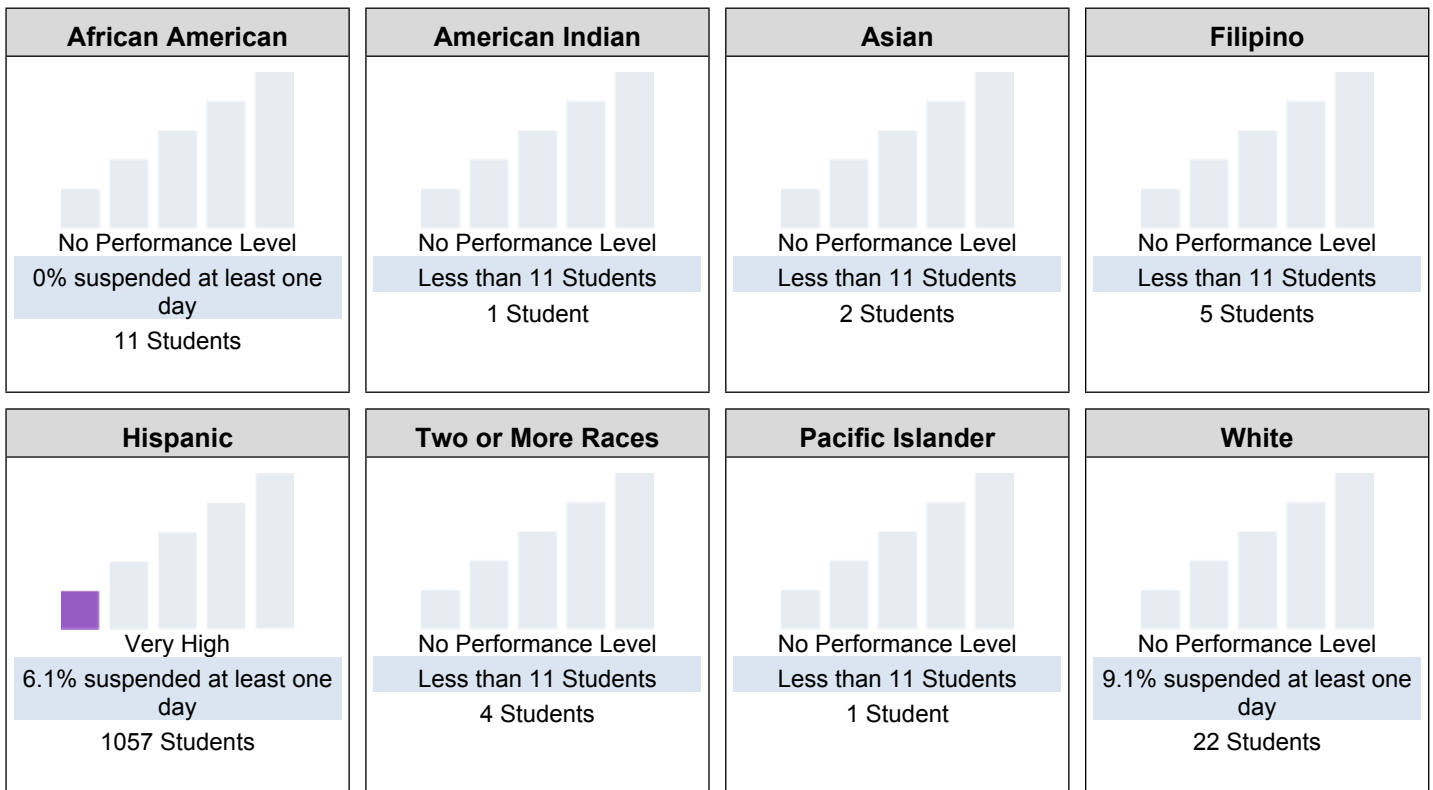 African American
No Performance Level
0% suspended at least one
day
11 Students
American Indian
No Performance Level
Less than 11 Students
1 Student
Asian
No Performance Level
Less than 11 Students
2 Students
Filipino
No Performance Level
Less than 11 Students
5 Students
Hispanic
Very High
6.1% suspended at least one
day
1057 Students
Two or More Races
No Performance Level
Less than 11 Students
4 Students
Pacific Islander
No Performance Level
Less than 11 Students
1 Student
White
No Performance Level
9.1% suspended at least one
day
22 Students